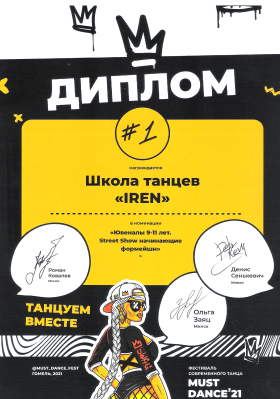 ДИПЛОМ
#1
награждается
Школа танцев
«IREN»
в номинации
«Ювеналы 9-11 лет.
Street Show начинающие
формейшн»
Роман
Ковалев
Минск
Денис
Сенькевич
Ольга
Заяц
Минск
ТАНЦУЕМ
ВМЕСТЕ
@MUST_DANCE_FEST
ГОМЕЛЬ, 2021
ФЕСТИВАЛЬ
СОВРЕМЕННОГО ТАНЦА
MUST
DANCE'21